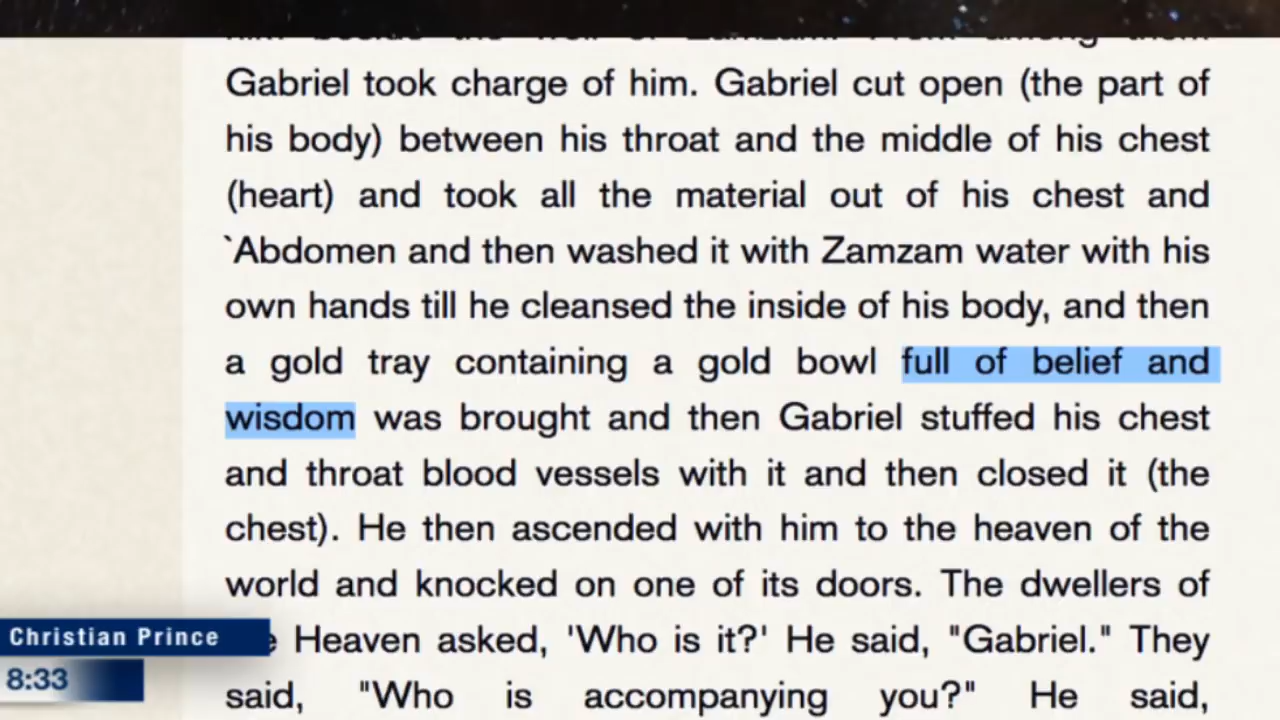 Gabriel took charge of him. Gabriel cut open (the part of
his body) between his throat and the middle of his chest
(heart) and took all the material out of his chest and
`Abdomen and then washed it with Zamzam water with his
own hands till he cleansed the inside of his body, and then
a gold tray containing a gold bowl full of belief and
wisdom was brought and then Gabriel stuffed his chest
and throat blood vessels with it and then closed it (the
chest). He then ascended with him to the heaven of the
world and knocked on one of its doors. The dwellers of
Heaven asked, 'Who is it?' He said, "Gabriel." They
said, "Who is accompanying you?" He said,
Christian Prince
8:33